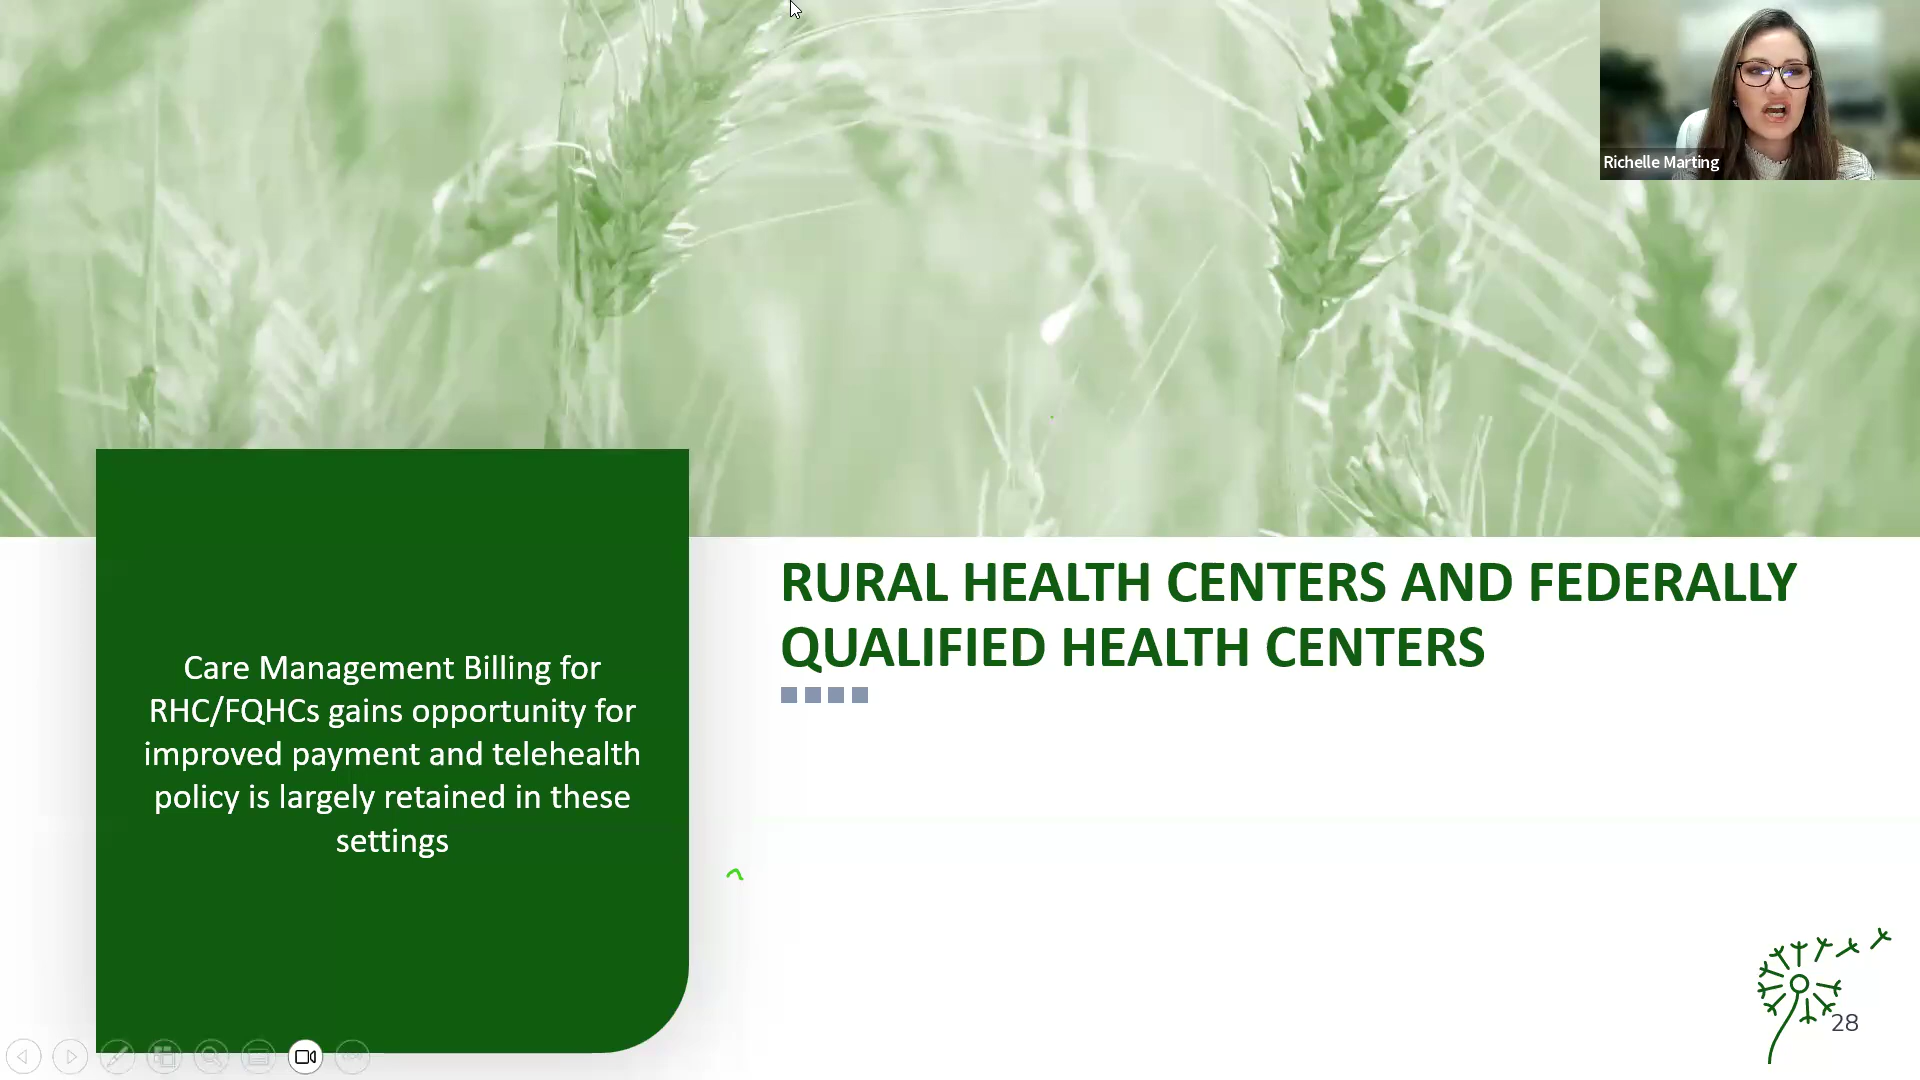 Richelle Marting
RURAL HEALTH CENTERS AND FEDERALLY
QUALIFIED HEALTH CENTERS
Care Management Billing for
RHC/FQHCs gains opportunity for
improved payment and telehealth
policy is largely retained in these
settings
28